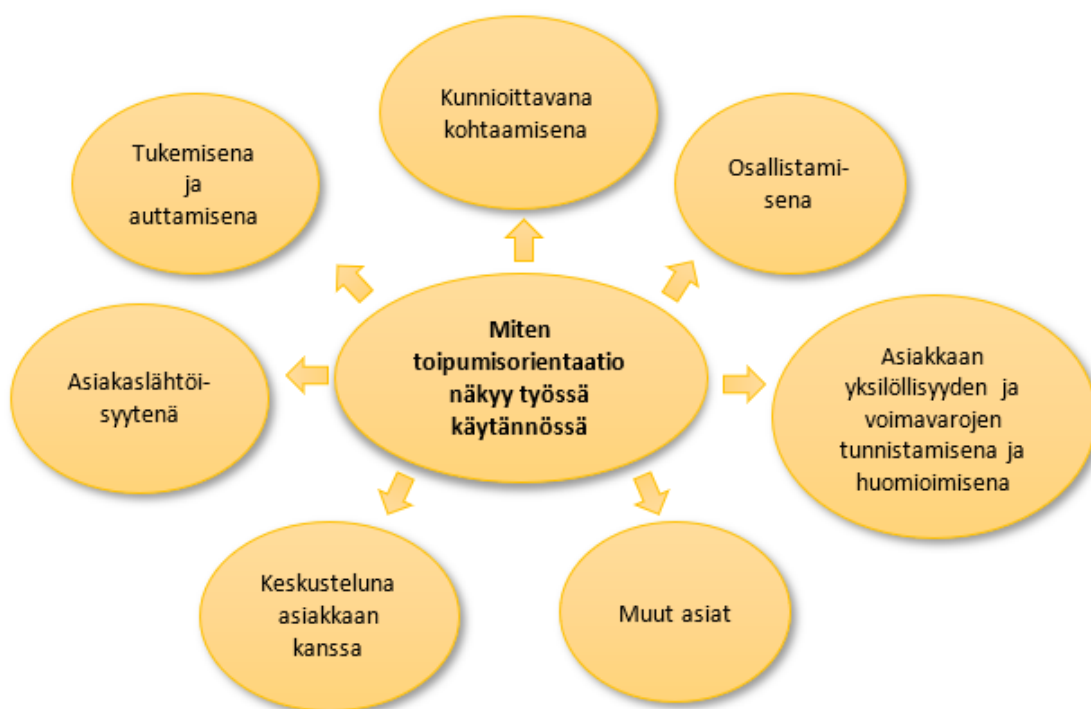 Kunnioittavana
kohtaamisena
Tukemisena
ja
auttamisena
Osallistami-
sena
Miten
toipumisorientaatio
näkyy työssä
käytännössä
Asiakaslähtöi-
syytenä
Asiakkaan
yksilöllisyyden ja
voimavarojen
tunnistamisena ja
huomioimisena
Keskusteluna
asiakkaan
kanssa
Muut asiat